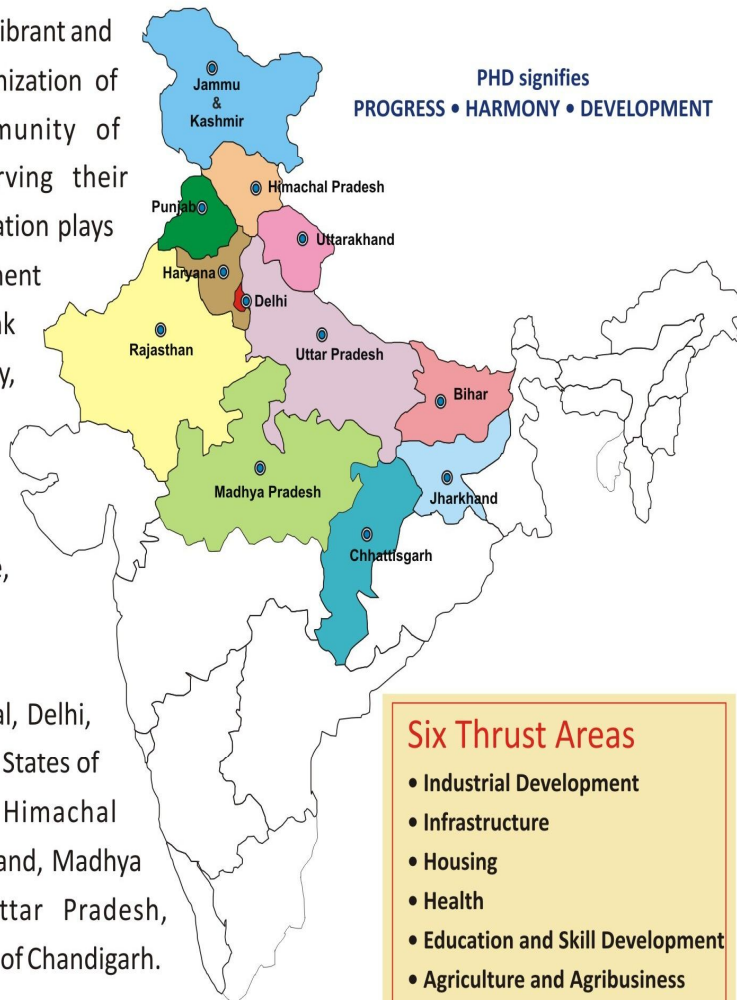 ibrant and
nization of
munity of
rving their
ation plays
ent
k
y,
,
al, Delhi,
States of
Himachal
and, Madhya
ttar Pradesh,
of Chandigarh.
PHD signifies
PROGRESS • HARMONY • DEVELOPMENT
Jammu
&
Kashmir
Himachal Pradesh
Punjab
Uttarakhand
Haryana
Delhi
Rajasthan
Uttar Pradesh
Bihar
Madhya Pradesh
Jharkhand
Chhattisgarh
Six Thrust Areas
• Industrial Development
• Infrastructure
• Housing
• Health
• Education and Skill Development
• Agriculture and Agribusiness